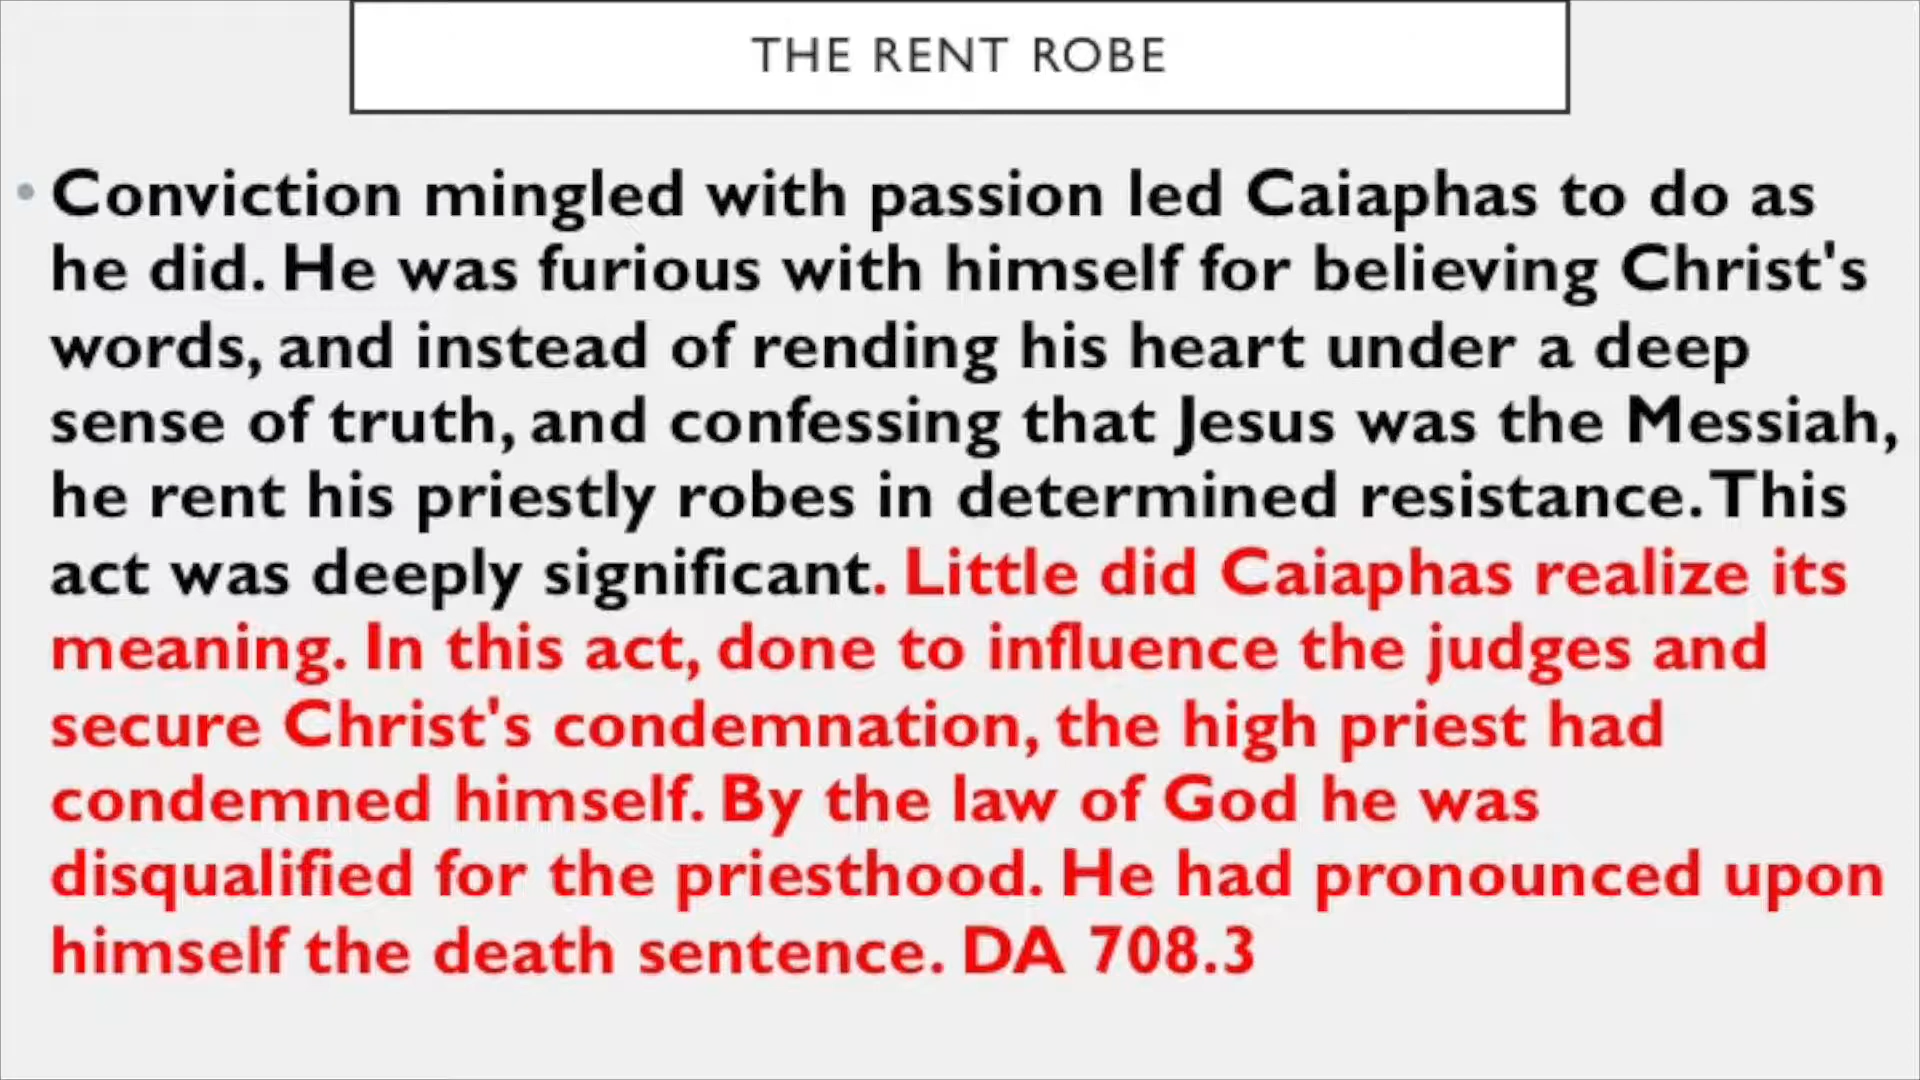 THE RENT ROBE
• Conviction mingled with passion led Caiaphas to do as
he did. He was furious with himself for believing Christ's
words, and instead of rending his heart under a deep
sense of truth, and confessing that Jesus was the Messiah,
he rent his priestly robes in determined resistance. This
act was deeply significant. Little did Caiaphas realize its
meaning. In this act, done to influence the judges and
secure Christ's condemnation, the high priest had
condemned himself. By the law of God he was
disqualified for the priesthood. He had pronounced upon
himself the death sentence. DA 708.3